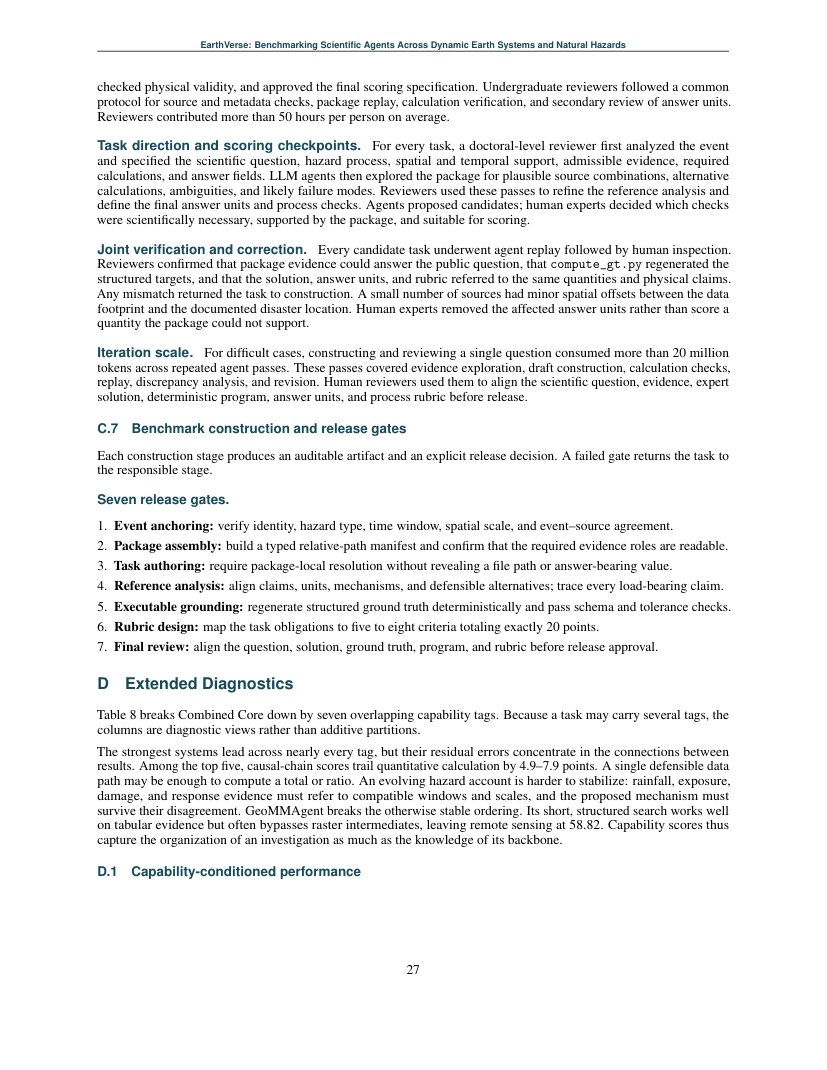 EarthVerse: Benchmarking Scientific Agents Across Dynamic Earth Systems and Natural Hazards
checked physical validity, and approved the final scoring specification. Undergraduate reviewers followed a common
protocol for source and metadata checks, package replay, calculation verification, and secondary review of answer units.
Reviewers contributed more than 50 hours per person on average.
Task direction and scoring checkpoints. For every task, a doctoral-level reviewer first analyzed the event
and specified the scientific question, hazard process, spatial and temporal support, admissible evidence, required
calculations, and answer fields. LLM agents then explored the package for plausible source combinations, alternative
calculations, ambiguities, and likely failure modes. Reviewers used these passes to refine the reference analysis and
define the final answer units and process checks. Agents proposed candidates; human experts decided which checks
were scientifically necessary, supported by the package, and suitable for scoring.
Joint verification and correction. Every candidate task underwent agent replay followed by human inspection.
Reviewers confirmed that package evidence could answer the public question, that compute_gt.py regenerated the
structured targets, and that the solution, answer units, and rubric referred to the same quantities and physical claims.
Any mismatch returned the task to construction. A small number of sources had minor spatial offsets between the data
footprint and the documented disaster location. Human experts removed the affected answer units rather than score a
quantity the package could not support.
Iteration scale. For difficult cases, constructing and reviewing a single question consumed more than 20 million
tokens across repeated agent passes. These passes covered evidence exploration, draft construction, calculation checks,
replay, discrepancy analysis, and revision. Human reviewers used them to align the scientific question, evidence, expert
solution, deterministic program, answer units, and process rubric before release.
C.7 Benchmark construction and release gates
Each construction stage produces an auditable artifact and an explicit release decision. A failed gate returns the task to
the responsible stage.
Seven release gates.
1. Event anchoring: verify identity, hazard type, time window, spatial scale, and event–source agreement.
2. Package assembly: build a typed relative-path manifest and confirm that the required evidence roles are readable.
3. Task authoring: require package-local resolution without revealing a file path or answer-bearing value.
4. Reference analysis: align claims, units, mechanisms, and defensible alternatives; trace every load-bearing claim.
5. Executable grounding: regenerate structured ground truth deterministically and pass schema and tolerance checks.
6. Rubric design: map the task obligations to five to eight criteria totaling exactly 20 points.
7. Final review: align the question, solution, ground truth, program, and rubric before release approval.
D Extended Diagnostics
Table 8 breaks Combined Core down by seven overlapping capability tags. Because a task may carry several tags, the
columns are diagnostic views rather than additive partitions.
The strongest systems lead across nearly every tag, but their residual errors concentrate in the connections between
results. Among the top five, causal-chain scores trail quantitative calculation by 4.9–7.9 points. A single defensible data
path may be enough to compute a total or ratio. An evolving hazard account is harder to stabilize: rainfall, exposure,
damage, and response evidence must refer to compatible windows and scales, and the proposed mechanism must
survive their disagreement. GeoMMAgent breaks the otherwise stable ordering. Its short, structured search works well
on tabular evidence but often bypasses raster intermediates, leaving remote sensing at 58.82. Capability scores thus
capture the organization of an investigation as much as the knowledge of its backbone.
D.1 Capability-conditioned performance
27